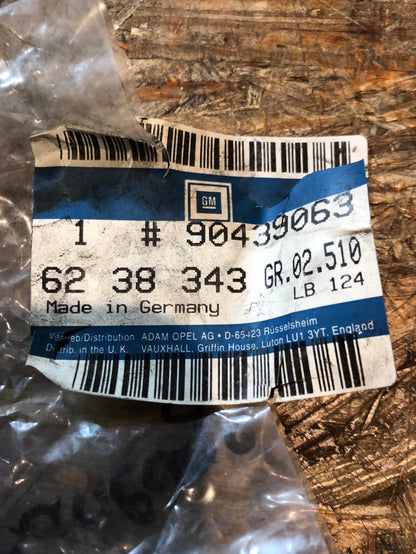 GM
1 # 90439063
62 38 343 GR.02.510
Made in Germany LB 124
Vertrieb/Distribution ADAM OPEL AG • D-65423 Rüsselsheim
Distrib. in the U. K. VAUXHALL, Griffin House, Luton LU1 3YT, England